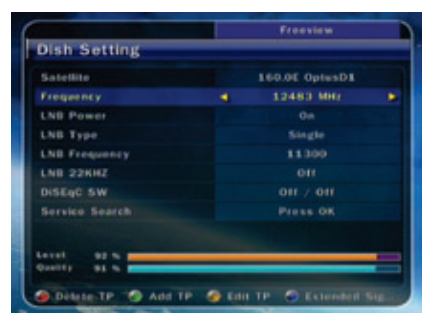 Freeview
Dish Setting
Satellite 160.0E OptusD1
Frequency 12483 MHz
LNB Power On
LNB Type Single
LNB Frequency 11300
LNB 22KHZ Off
DiSEqC SW Off / Off
Service Search Press OK
Level 92 %
Quality 91 %
Delete TP Add TP Edit TP Extended Sig...